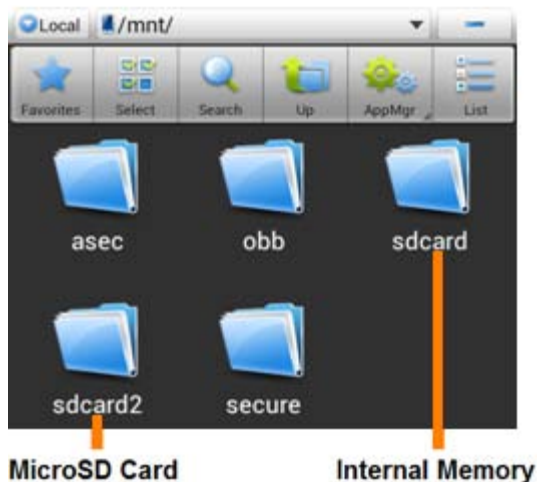 Local /mnt/
Favorites Select Search Up AppMgr List
asec obb sdcard
sdcard2 secure
MicroSD Card Internal Memory